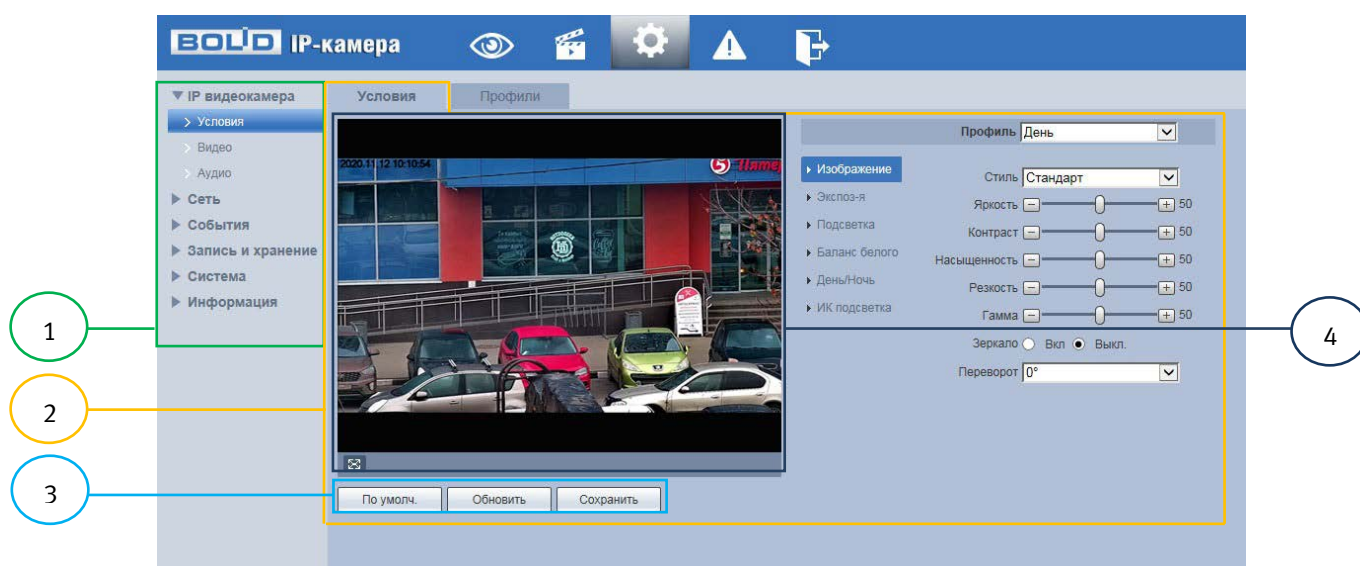 BOLID IP-камера
IP видеокамера
Условия
Видео
Аудио
Сеть
События
Запись и хранение
Система
Информация
Условия
Профили
2020.11.12 10:10:54
5
По умолч.
Обновить
Сохранить
Профиль День
Изображение
Экспоз-я
Подсветка
Баланс белого
День/Ночь
ИК подсветка
Стиль Стандарт
Яркость 50
Контраст 50
Насыщенность 50
Резкость 50
Гамма 50
Зеркало Вкл Выкл.
Переворот 0°
1
2
3
4